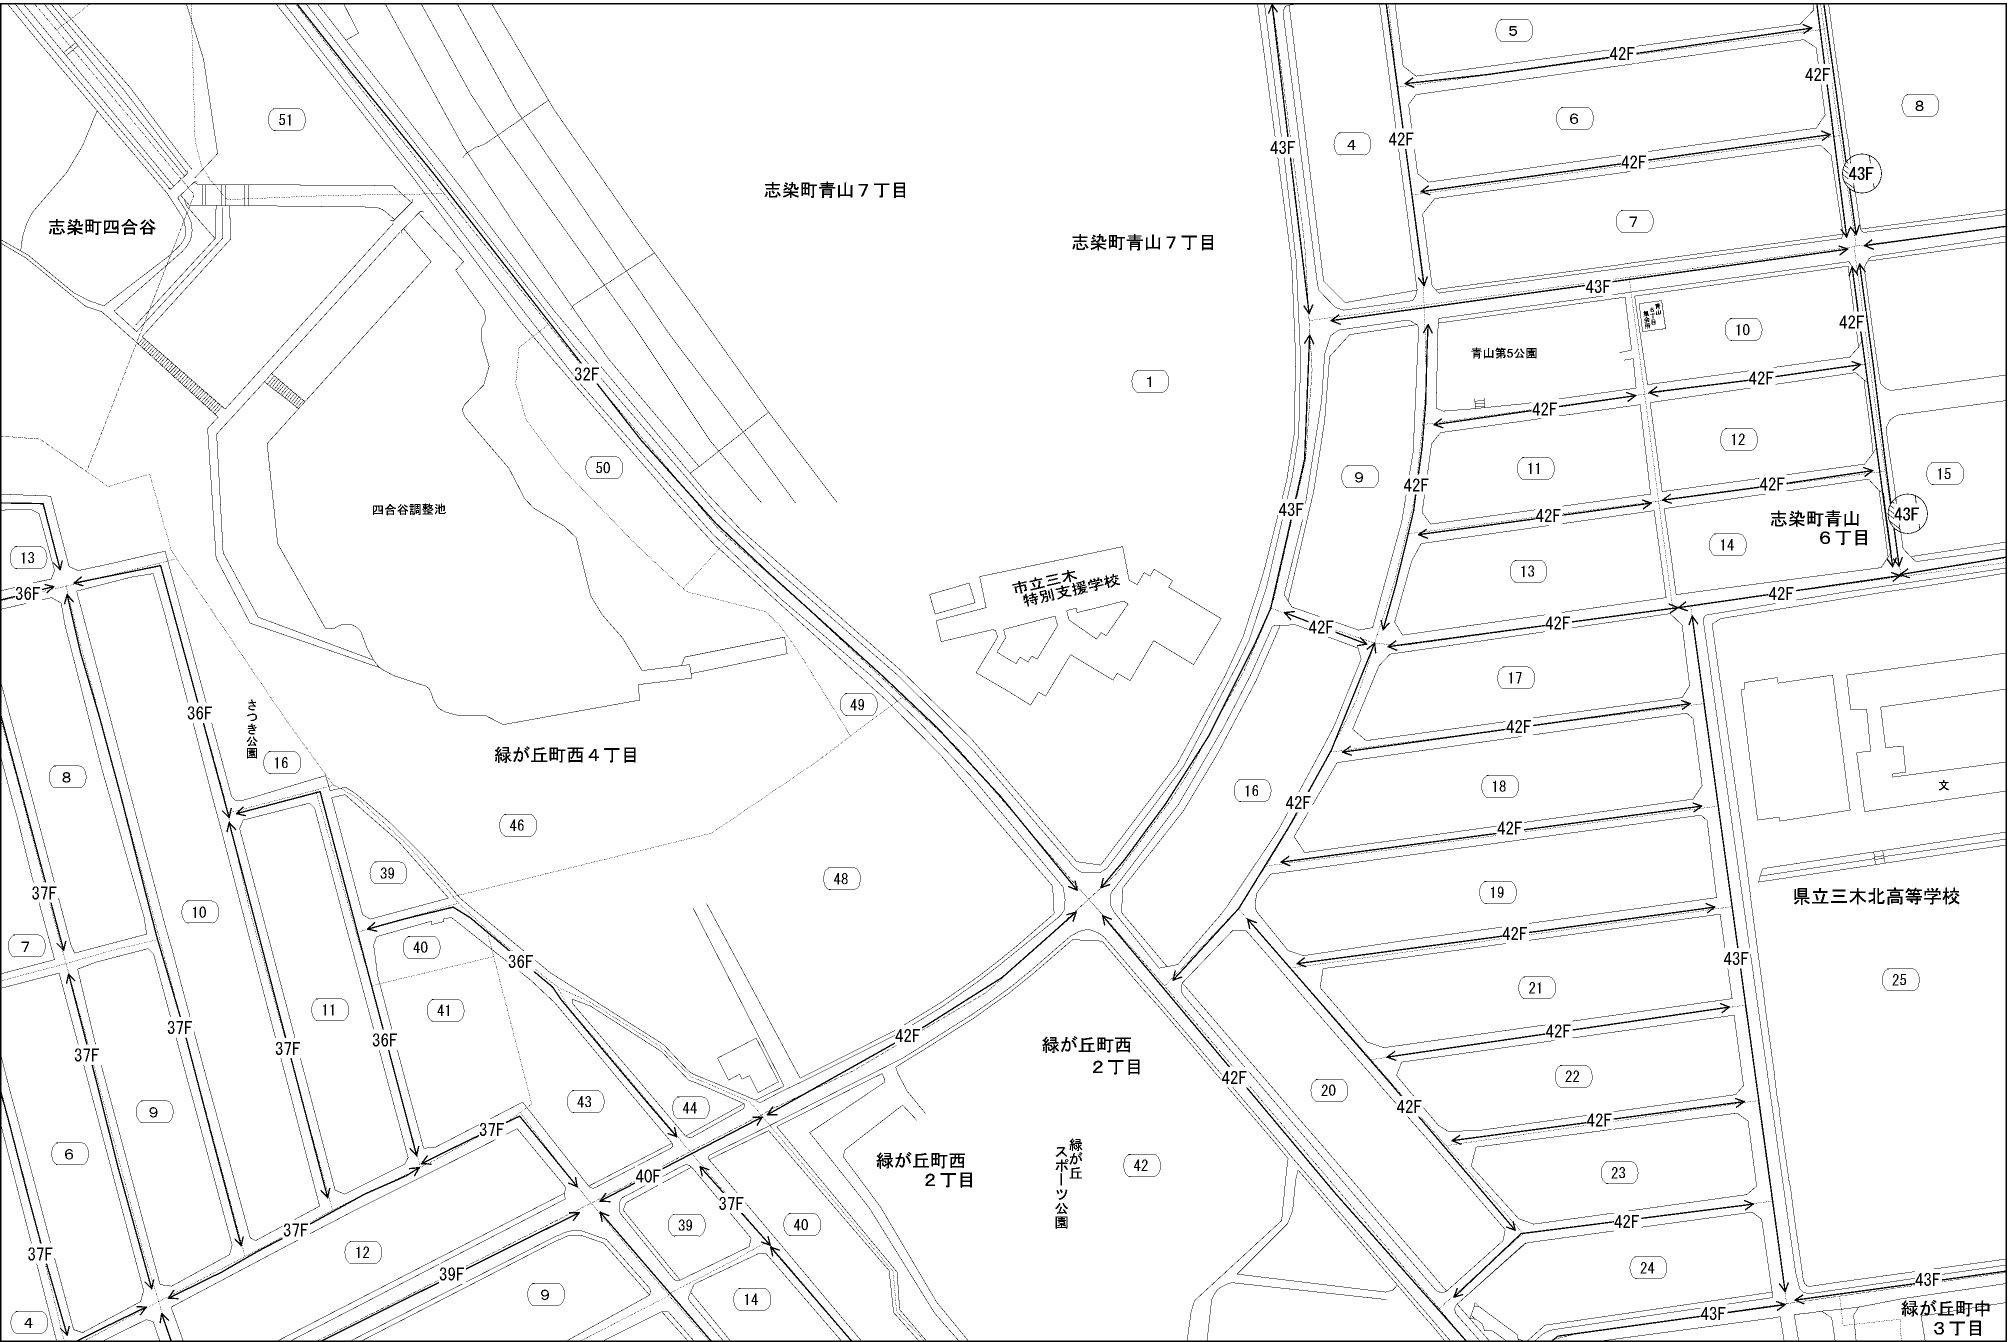 5
42F
42F
8
51
6
42F
43F
4
42F
43F
志染町青山７丁目
7
志染町四合谷
志染町青山７丁目
43F
青山
6丁目
集会所
42F
10
青山第5公園
32F
1
42F
42F
12
11
50
9
15
42F
42F
四合谷調整池
43F
42F
43F
志染町青山
６丁目
13
14
13
市立三木
特別支援学校
36F
42F
42F
42F
17
36F
49
さつき公園
42F
緑が丘町西４丁目
16
8
18
16
文
42F
46
42F
39
48
37F
19
県立三木北高等学校
10
42F
7
40
36F
43F
25
21
11
41
37F
42F
36F
42F
緑が丘町西
２丁目
37F
37F
42F
22
20
43
44
42F
9
42F
37F
6
緑が丘町西
２丁目
緑が丘
スポーツ公園
42
23
40F
37F
39
40
42F
37F
12
37F
39F
24
43F
9
14
4
43F
緑が丘町中
３丁目